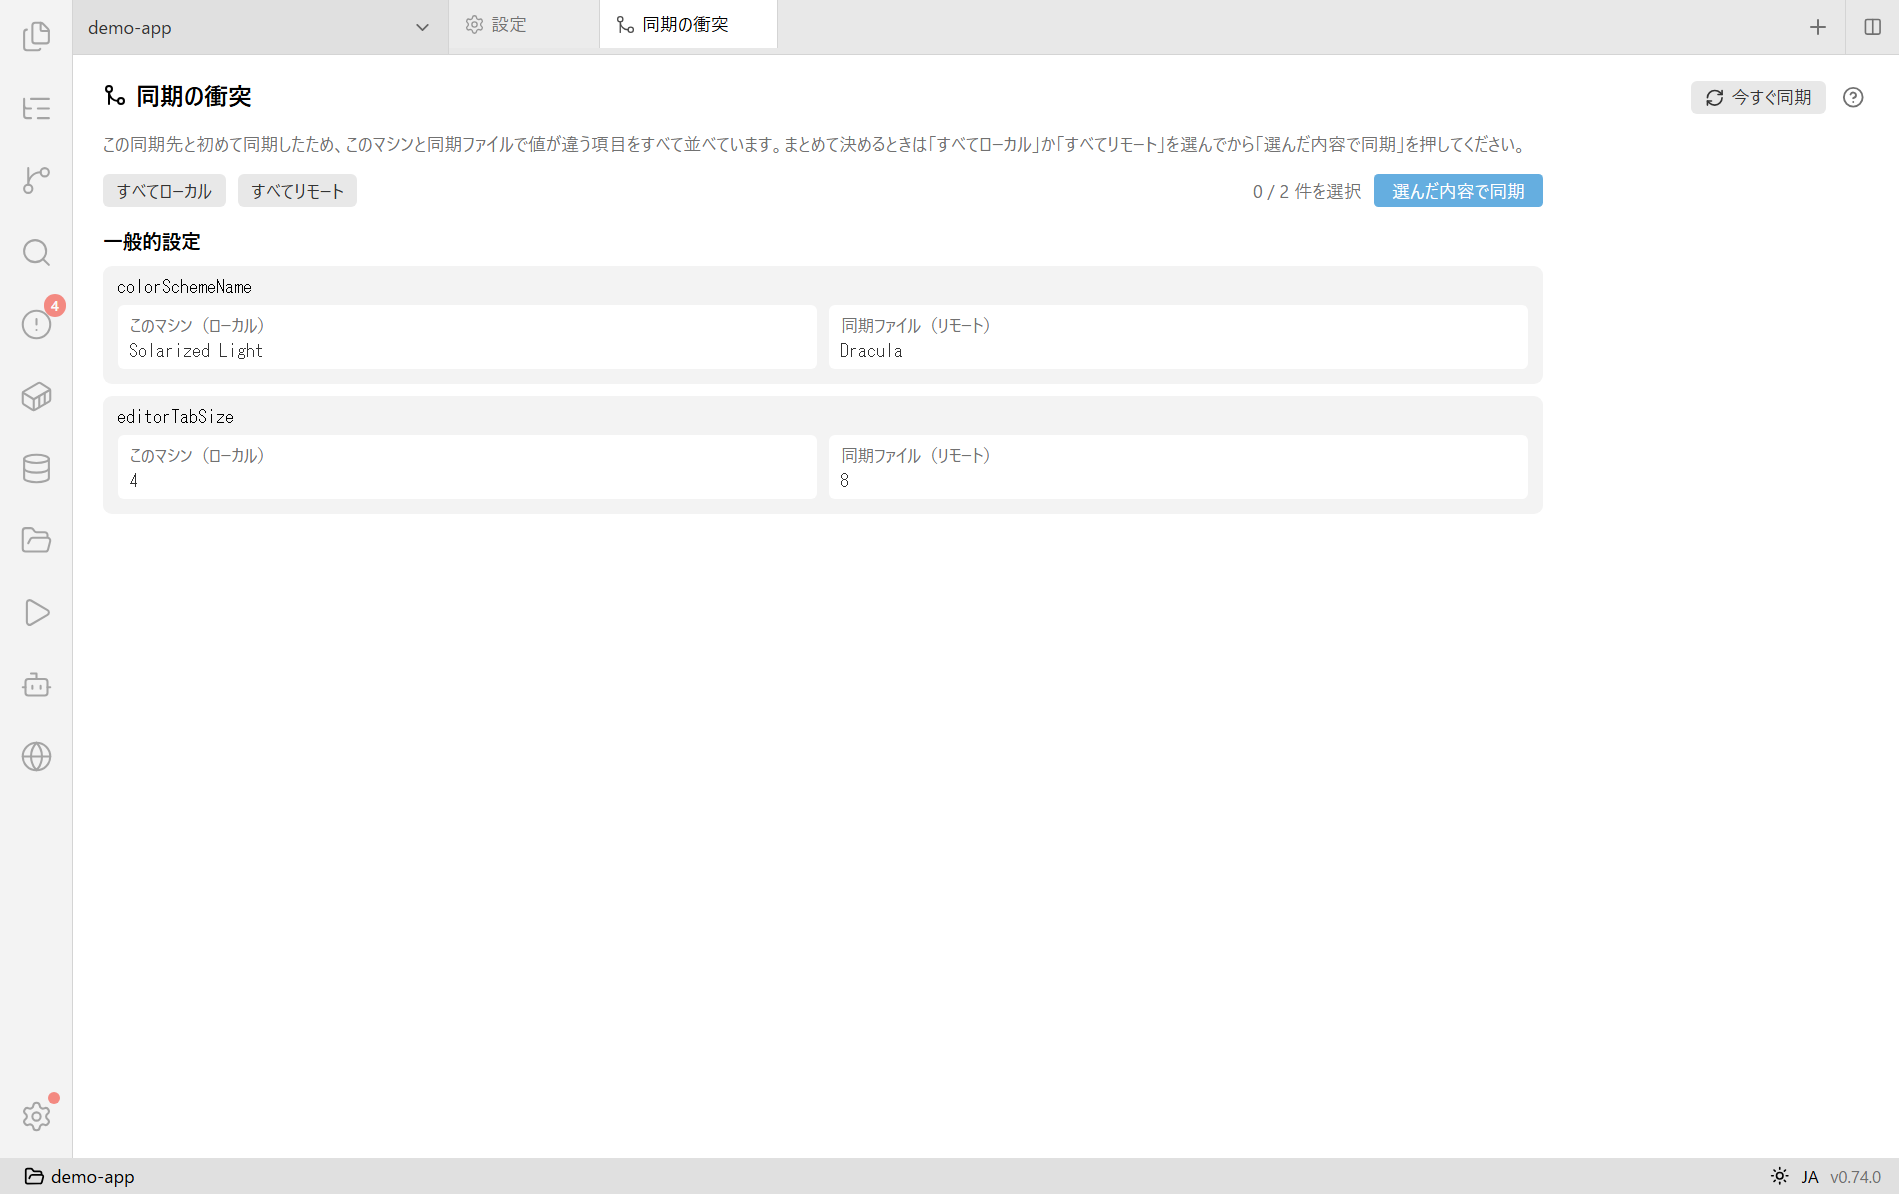 demo-app
設定
同期の衝突
同期の衝突
今すぐ同期
この同期先と初めて同期したため、このマシンと同期ファイルで値が違う項目をすべて並べています。まとめて決めるときは「すべてローカル」か「すべてリモート」を選んでから「選んだ内容で同期」を押してください。
すべてローカル
すべてリモート
0 / 2 件を選択
選んだ内容で同期
一般的設定
colorSchemeName
このマシン（ローカル）
同期ファイル（リモート）
Solarized Light
Dracula
editorTabSize
このマシン（ローカル）
同期ファイル（リモート）
4
8
4
demo-app
JA
v0.74.0